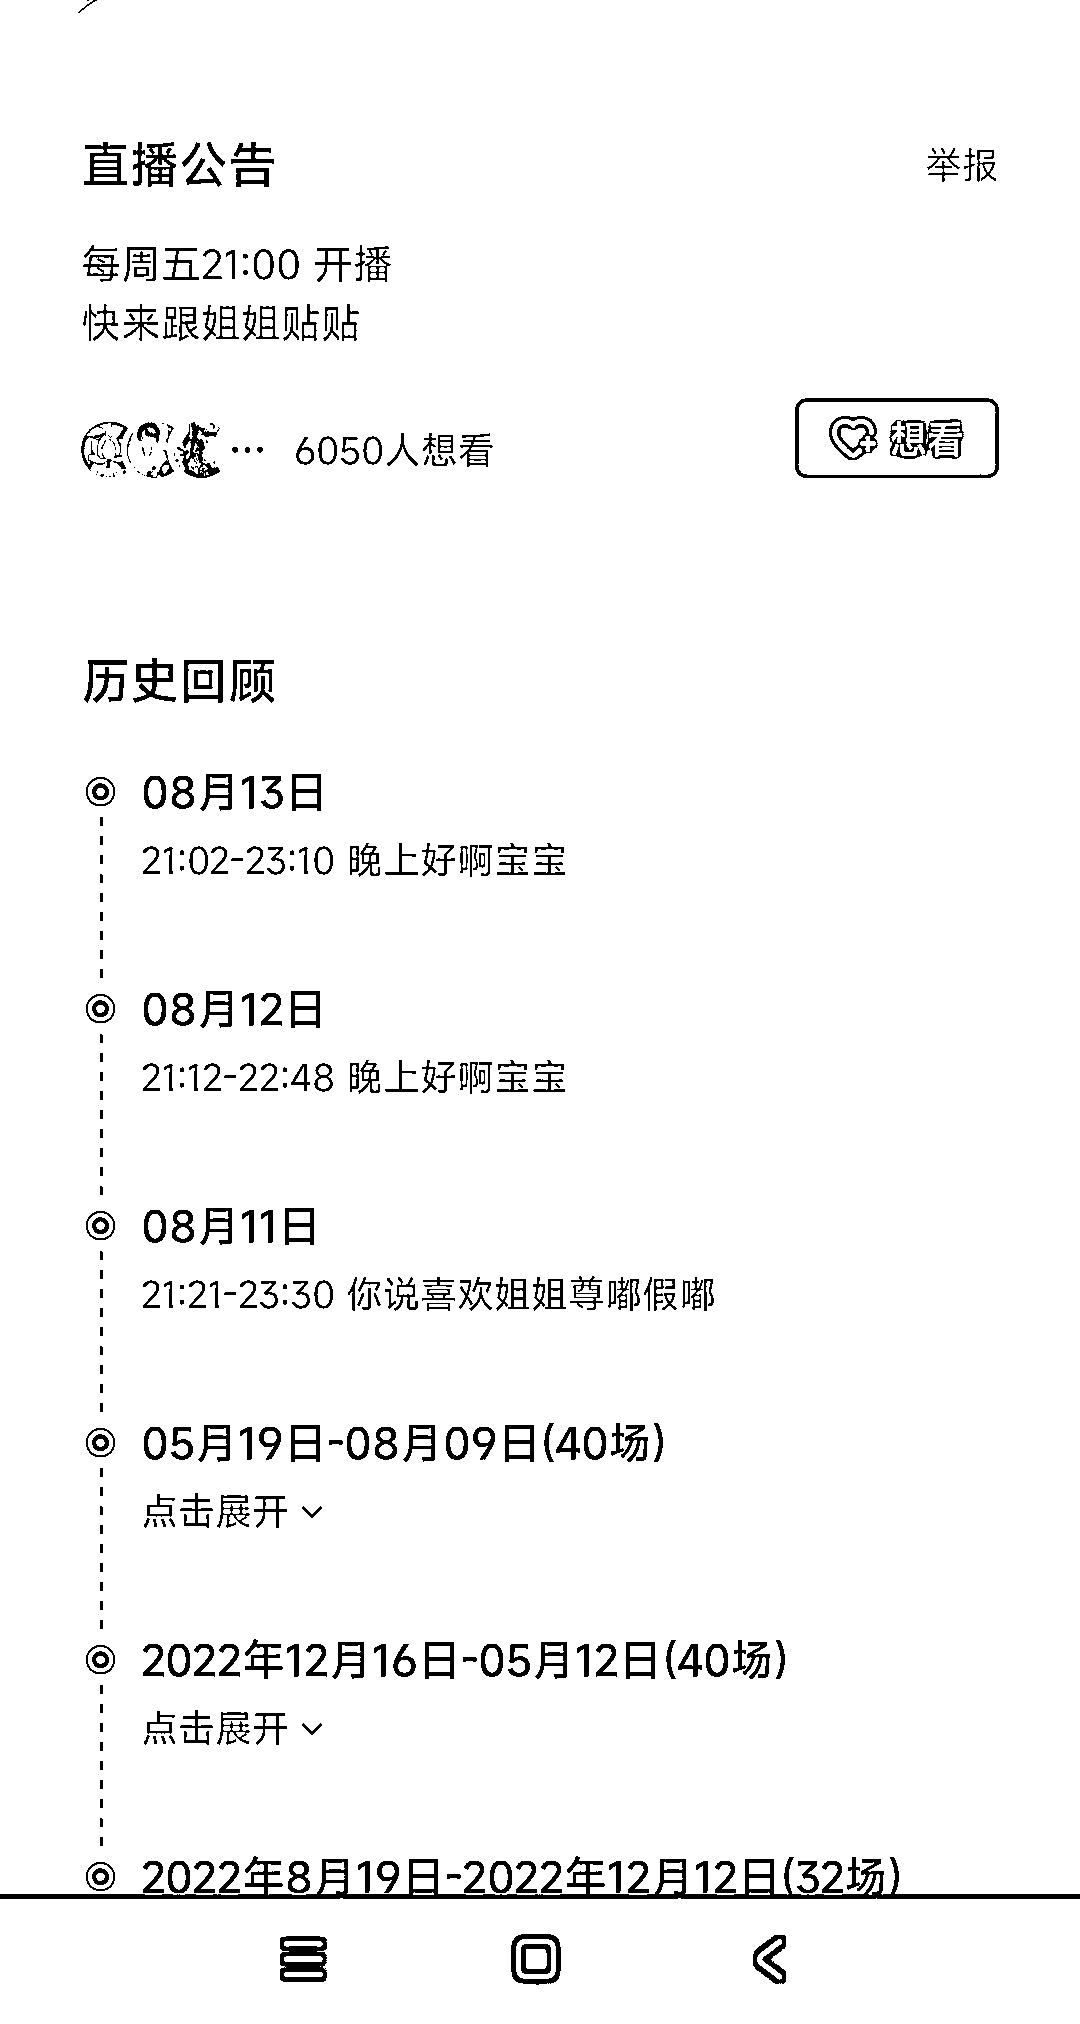 直播公告
举报
每周五21:00 开播
快来跟姐姐贴贴
··· 6050人想看
想看
历史回顾
08月13日
21:02-23:10 晚上好啊宝宝
08月12日
21:12-22:48 晚上好啊宝宝
08月11日
21:21-23:30 你说喜欢姐姐尊嘟假嘟
05月19日-08月09日(40场)
点击展开
2022年12月16日-05月12日(40场)
点击展开
2022年8月19日-2022年12月12日(32场)